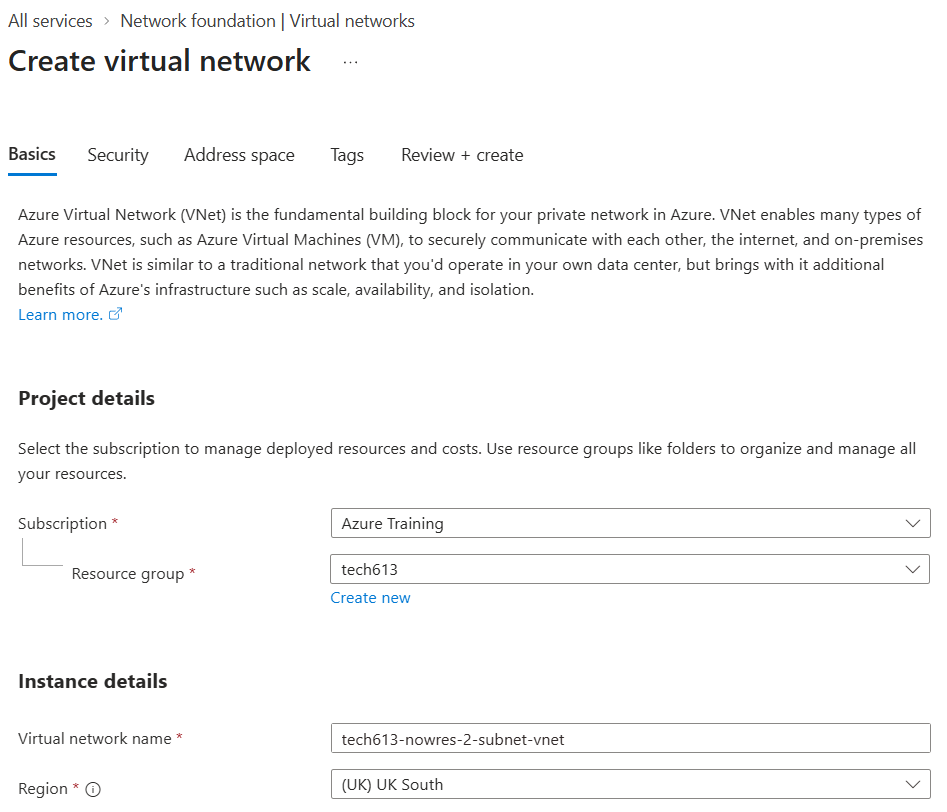 All services > Network foundation | Virtual networks
Create virtual network ...
Basics Security Address space Tags Review + create
Azure Virtual Network (VNet) is the fundamental building block for your private network in Azure. VNet enables many types of
Azure resources, such as Azure Virtual Machines (VM), to securely communicate with each other, the internet, and on-premises
networks. VNet is similar to a traditional network that you'd operate in your own data center, but brings with it additional
benefits of Azure's infrastructure such as scale, availability, and isolation.
Learn more.
Project details
Select the subscription to manage deployed resources and costs. Use resource groups like folders to organize and manage all
your resources.
Subscription * Azure Training
Resource group * tech613
Create new
Instance details
Virtual network name * tech613-nowres-2-subnet-vnet
Region * (UK) UK South